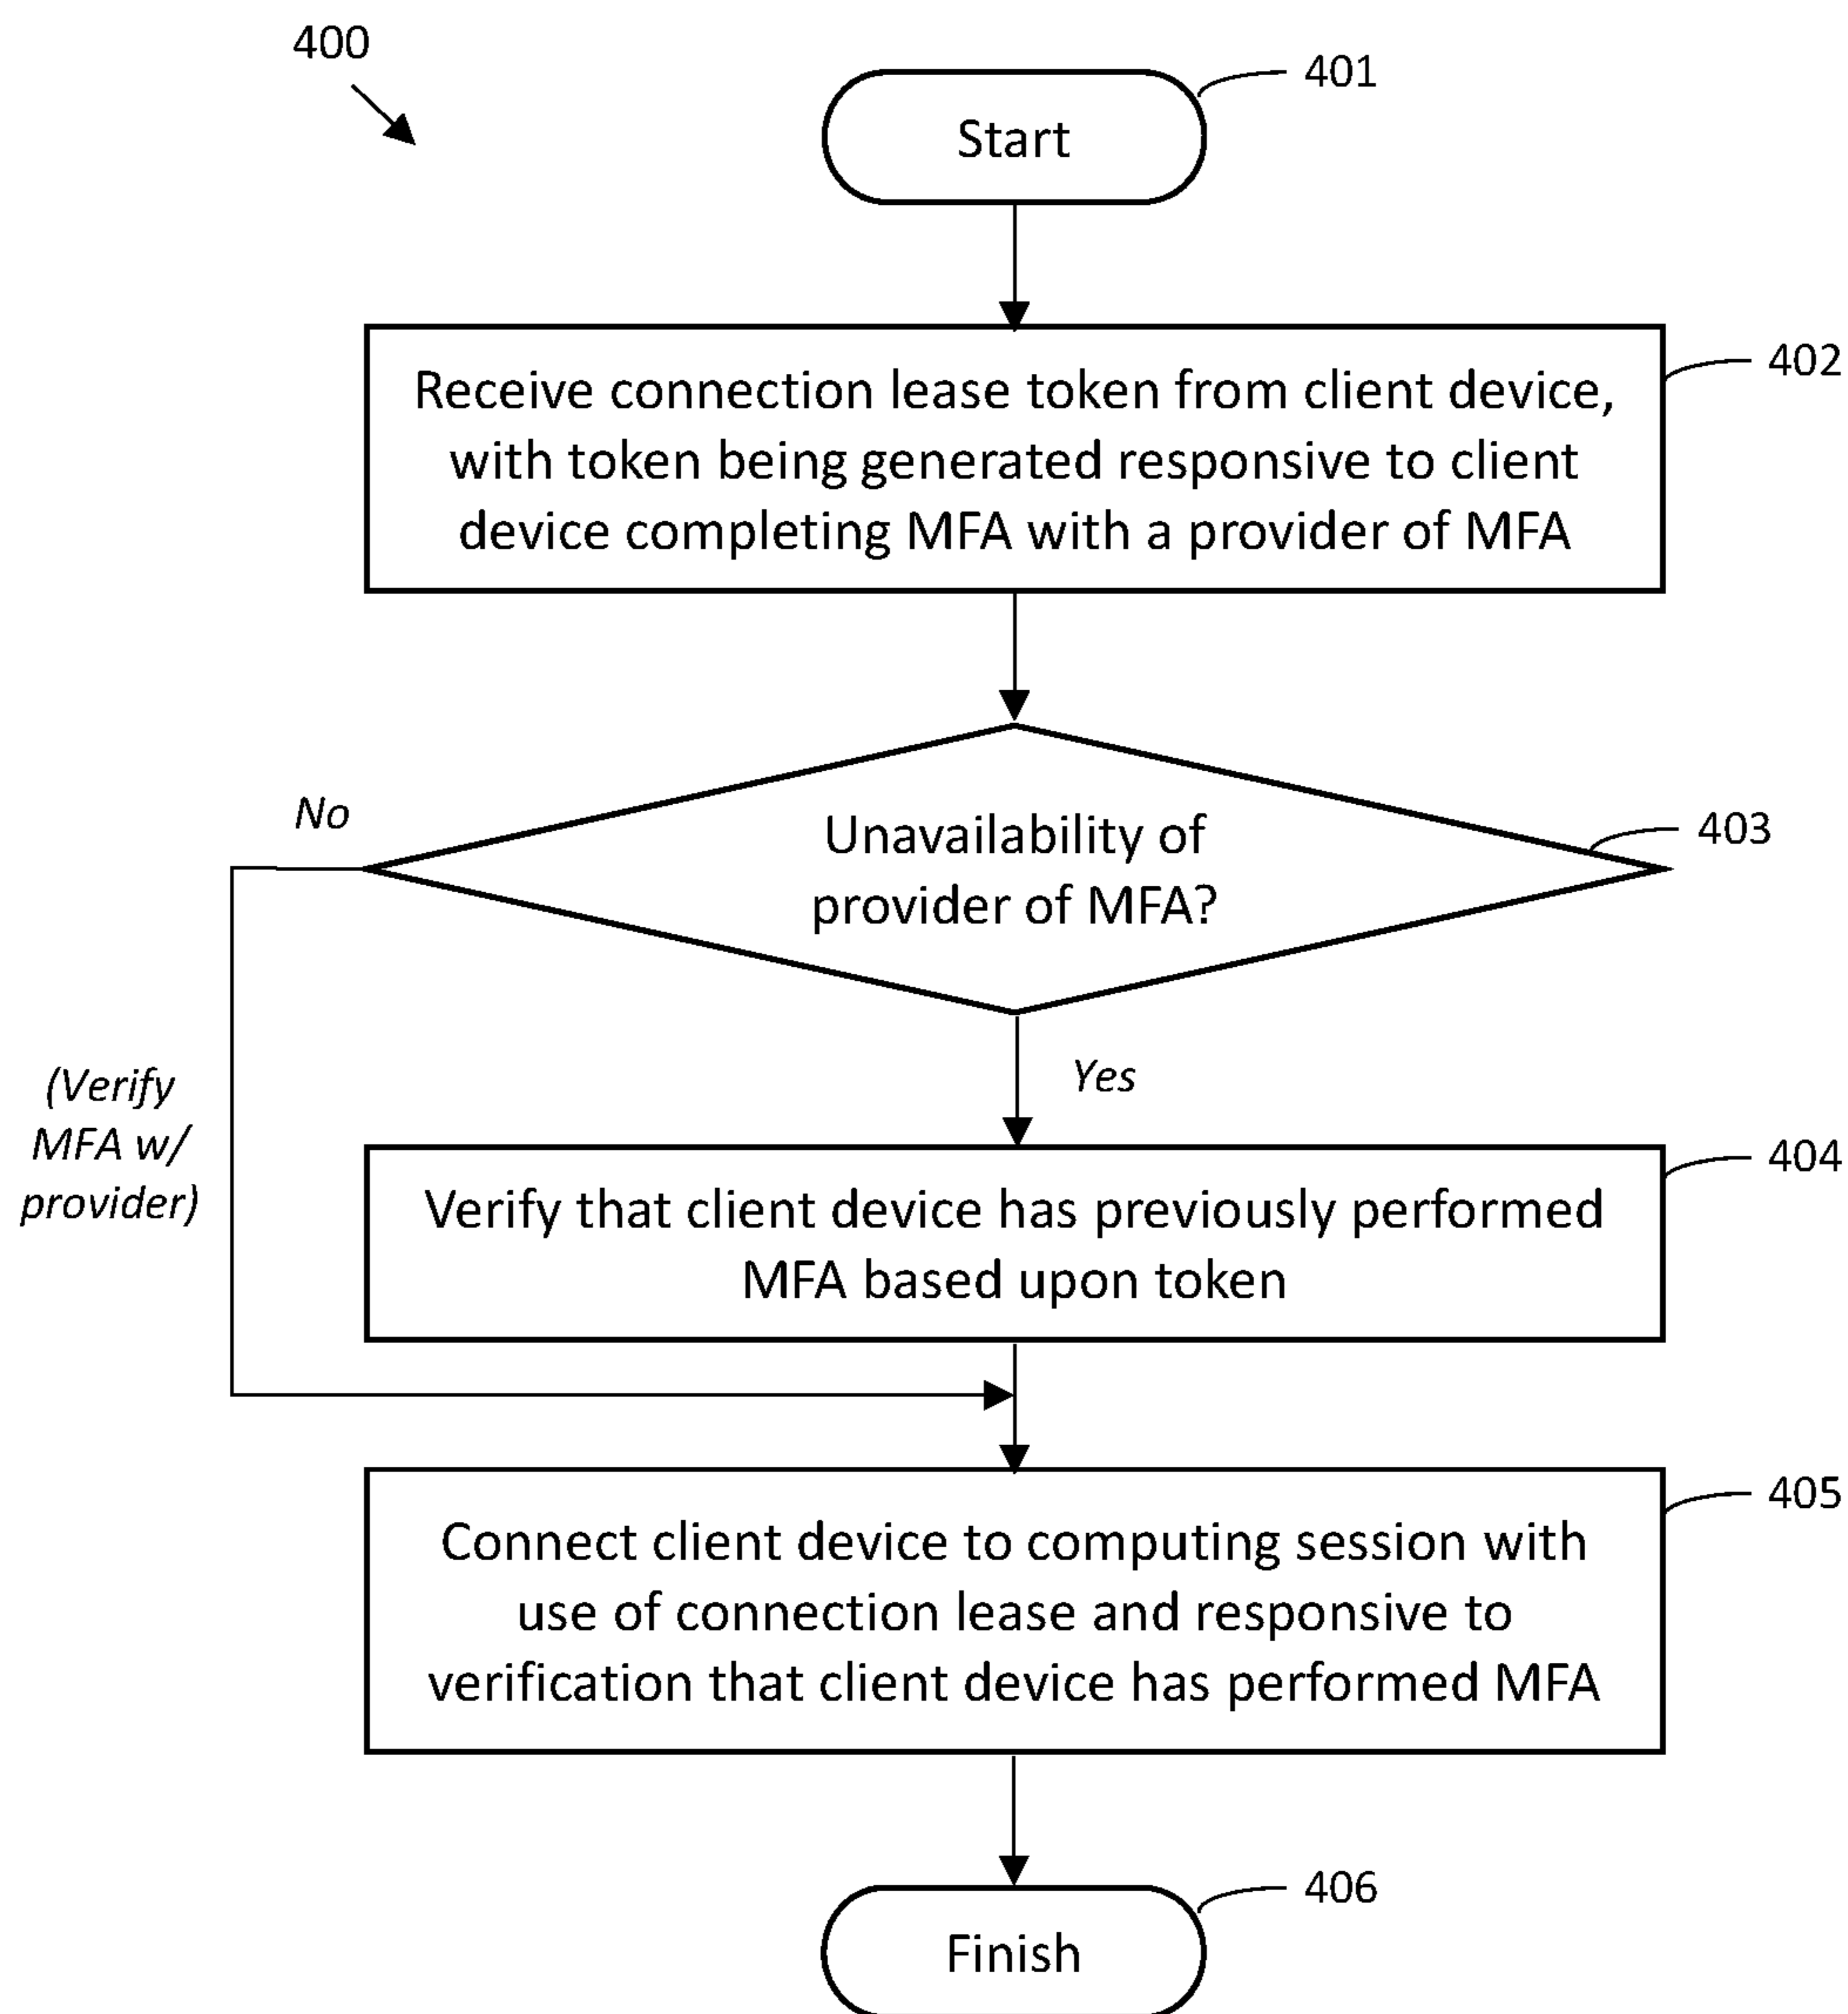 400
401
Start
402
Receive connection lease token from client device,
with token being generated responsive to client
device completing MFA with a provider of MFA
No
403
Unavailability of
provider of MFA?
Yes
(Verify
MFA w/
provider)
404
Verify that client device has previously performed
MFA based upon token
405
Connect client device to computing session with
use of connection lease and responsive to
verification that client device has performed MFA
406
Finish